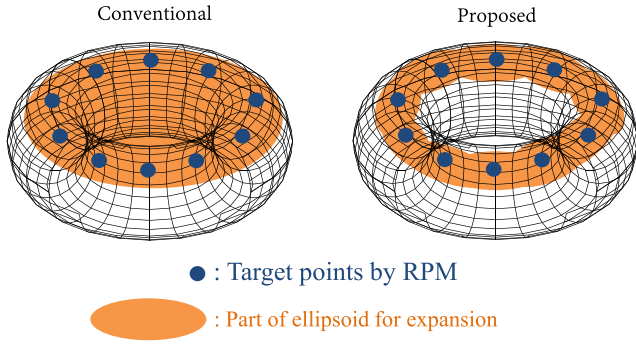 Conventional
Proposed
: Target points by RPM
: Part of ellipsoid for expansion